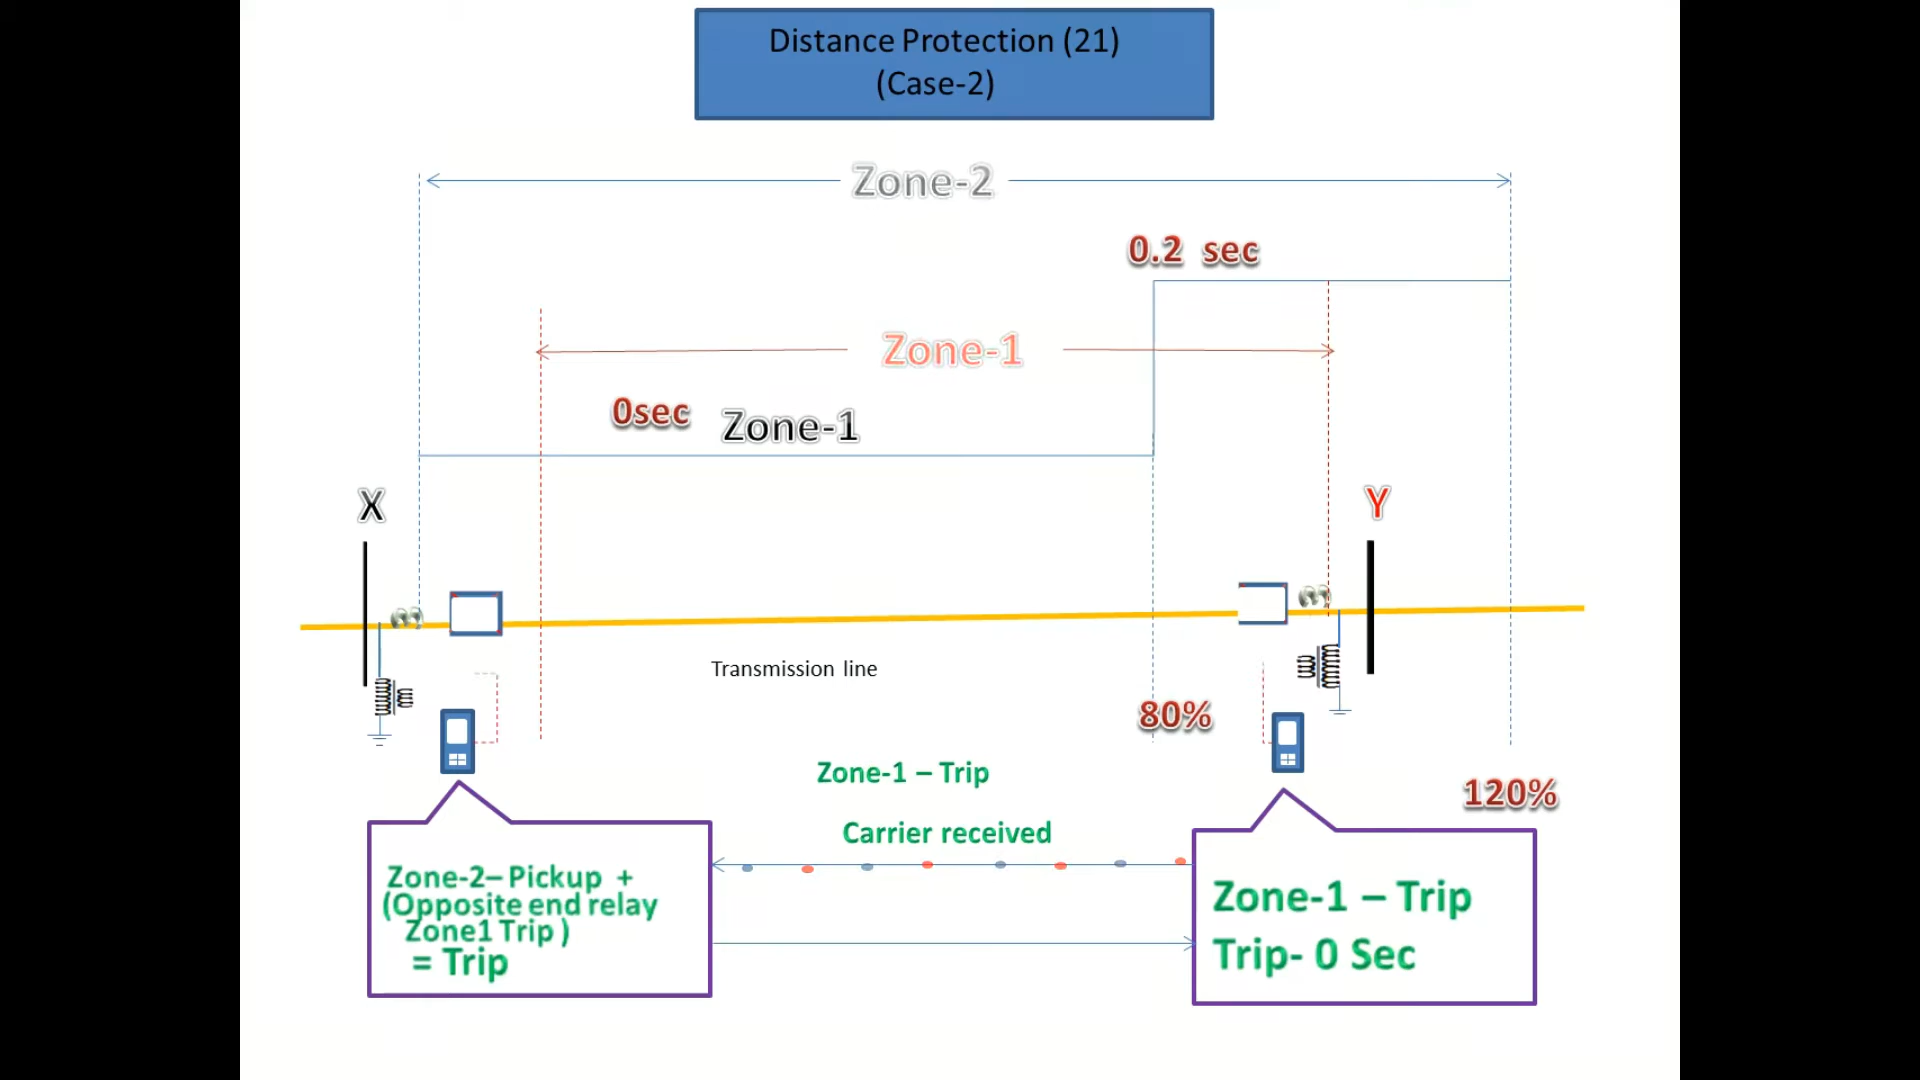 Distance Protection (21)
(Case-2)
Zone-2
0.2 sec
Zone-1
0sec
Zone-1
X
Y
Transmission line
80%
Zone-1 – Trip
120%
Carrier received
Zone-2– Pickup +
(Opposite end relay
Zone1 Trip )
= Trip
Zone-1 – Trip
Trip- 0 Sec